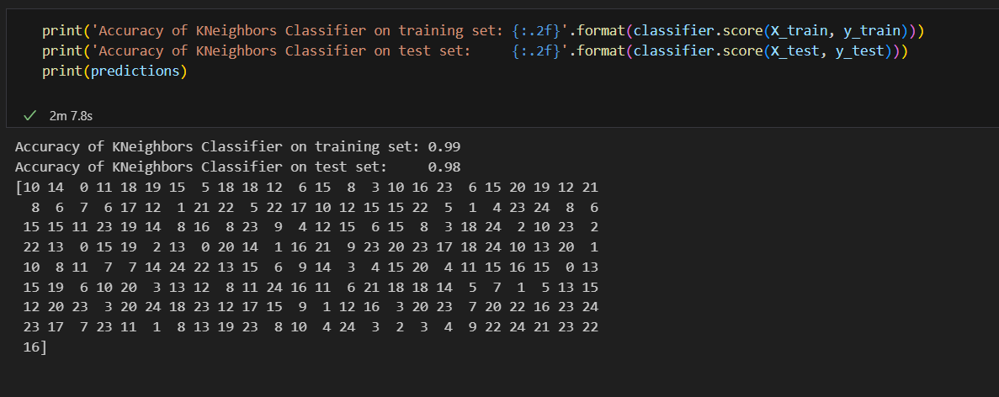 print('Accuracy of KNeighbors Classifier on training set: {:.2f}'.format(classifier.score(X_train, y_train)))
print('Accuracy of KNeighbors Classifier on test set:     {:.2f}'.format(classifier.score(X_test, y_test)))
print(predictions)
✓ 2m 7.8s
Accuracy of KNeighbors Classifier on training set: 0.99
Accuracy of KNeighbors Classifier on test set:     0.98
[10 14  0 11 18 19 15  5 18 18 12  6 15  8  3 10 16 23  6 15 20 19 12 21
  8  6  7  6 17 12  1 21 22  5 22 17 10 12 15 15 22  5  1  4 23 24  8  6
 15 15 11 23 19 14  8 16  8 23  9  4 12 15  6 15  8  3 18 24  2 10 23  2
 22 13  0 15 19  2 13  0 20 14  1 16 21  9 23 20 23 17 18 24 10 13 20  1
 10  8 11  7  7 14 24 22 13 15  6  9 14  3  4 15 20  4 11 15 16 15  0 13
 15 19  6 10 20  3 13 12  8 11 24 16 11  6 21 18 18 14  5  7  1  5 13 15
 12 20 23  3 20 24 18 23 12 17 15  9  1 12 16  3 20 23  7 20 22 16 23 24
 23 17  7 23 11  1  8 13 19 23  8 10  4 24  3  2  3  4  9 22 24 21 23 22
 16]